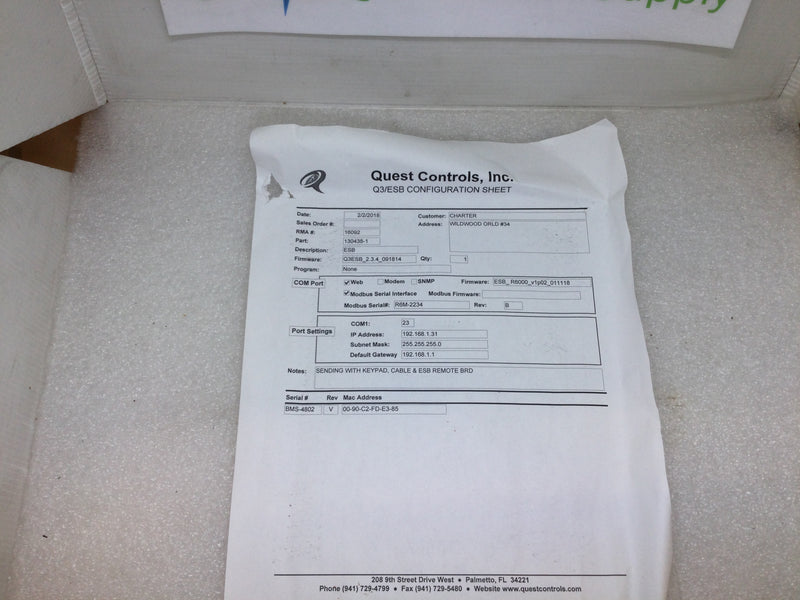 upply
Quest Controls, Inc.
Q3/ESB CONFIGURATION SHEET
Date: 2/2/2018 Customer: CHARTER
Sales Order #: Address: WILDWOOD ORLD #34
RMA #: 16092
Part: 130435-1
Description: ESB
Firmware: Q3ESB_2.3.4_091814 Qty: 1
Program: None
COM Port Web Modem SNMP Firmware: ESB_ R6000_v1p02_011118
Modbus Serial Interface Modbus Firmware:
Modbus Serial#: R6M-2234 Rev: B
COM1: 23
Port Settings IP Address: 192.168.1.31
Subnet Mask: 255.255.255.0
Default Gateway 192.168.1.1
Notes: SENDING WITH KEYPAD, CABLE & ESB REMOTE BRD
Serial # Rev Mac Address
BMS-4802 V 00-90-C2-FD-E3-85
208 9th Street Drive West • Palmetto, FL 34221
Phone (941) 729-4799 • Fax (941) 729-5480 • Website www.questcontrols.com